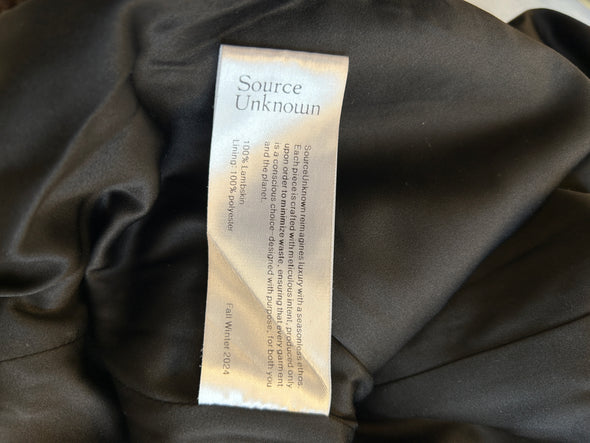 Source
Unknown
SourceUnknown reimagines luxury with a seasonless ethos.
Each piece is crafted with meticulous intent, produced only
upon order to minimize waste, ensuring that every garment
is a conscious choice-designed with purpose, for both you
and the planet.
100% Lambskin
Lining: 100% polyester
Fall Winter 2024